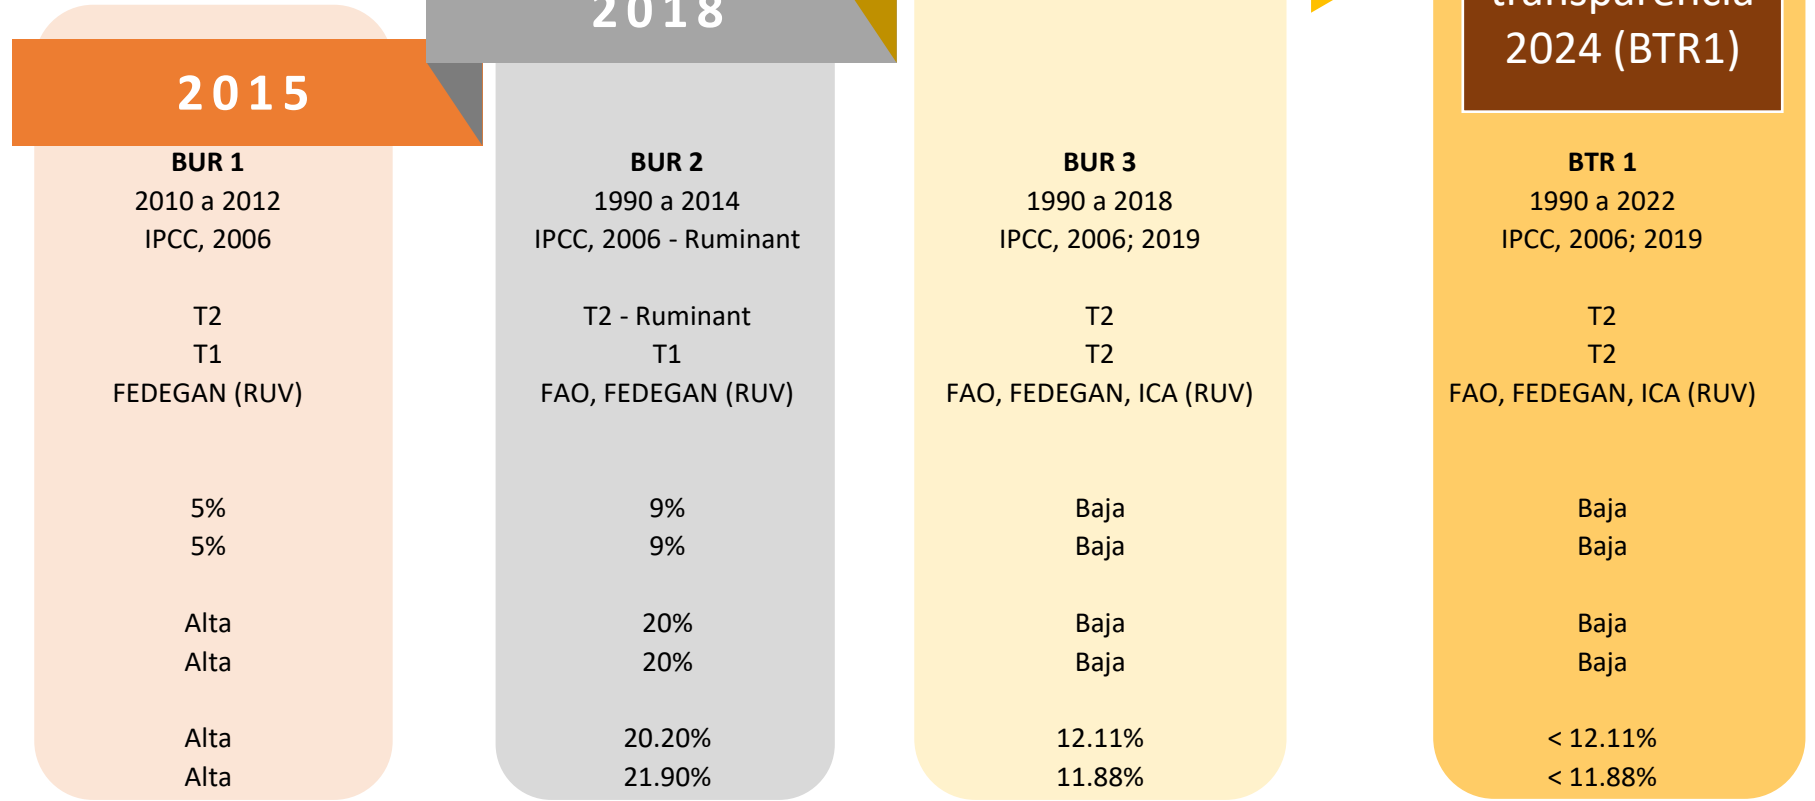 2015
BUR 1
2010 a 2012
IPCC, 2006
T2
T1
FEDEGAN (RUV)
5%
5%
Alta
Alta
Alta
Alta
2018
BUR 2
1990 a 2014
IPCC, 2006 - Ruminant
T2 - Ruminant
T1
FAO, FEDEGAN (RUV)
9%
9%
20%
20%
20.20%
21.90%
BUR 3
1990 a 2018
IPCC, 2006; 2019
T2
T2
FAO, FEDEGAN, ICA (RUV)
Baja
Baja
Baja
Baja
12.11%
11.88%
transparencia
2024 (BTR1)
BTR 1
1990 a 2022
IPCC, 2006; 2019
T2
T2
FAO, FEDEGAN, ICA (RUV)
Baja
Baja
Baja
Baja
< 12.11%
< 11.88%